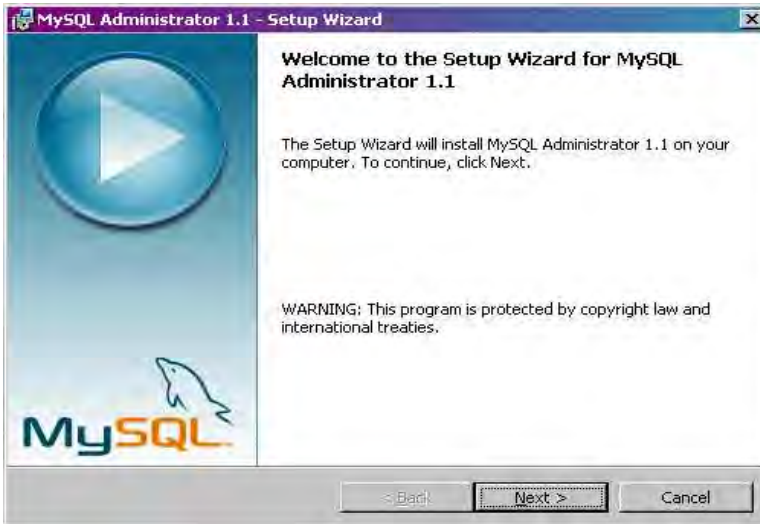 MySQL Administrator 1.1 - Setup Wizard
Welcome to the Setup Wizard for MySQL
Administrator 1.1
The Setup Wizard will install MySQL Administrator 1.1 on your
computer. To continue, click Next.
WARNING: This program is protected by copyright law and
international treaties.
MySQL
< Back
Next >
Cancel